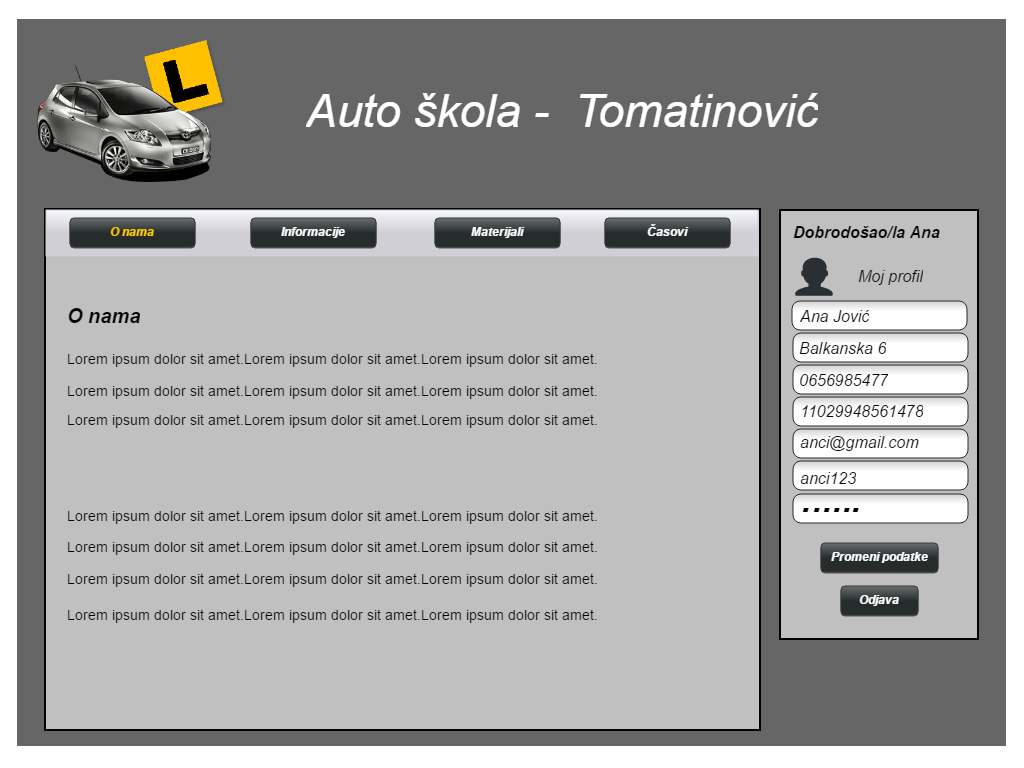 L
Auto škola - Tomatinović
O nama
Informacije
Materijali
Časovi
O nama
Lorem ipsum dolor sit amet.Lorem ipsum dolor sit amet.Lorem ipsum dolor sit amet.
Lorem ipsum dolor sit amet.Lorem ipsum dolor sit amet.Lorem ipsum dolor sit amet.
Lorem ipsum dolor sit amet.Lorem ipsum dolor sit amet.Lorem ipsum dolor sit amet.
Lorem ipsum dolor sit amet.Lorem ipsum dolor sit amet.Lorem ipsum dolor sit amet.
Lorem ipsum dolor sit amet.Lorem ipsum dolor sit amet.Lorem ipsum dolor sit amet.
Lorem ipsum dolor sit amet.Lorem ipsum dolor sit amet.Lorem ipsum dolor sit amet.
Lorem ipsum dolor sit amet.Lorem ipsum dolor sit amet.Lorem ipsum dolor sit amet.
Dobrodošao/la Ana
Moj profil
Ana Jović
Balkanska 6
0656985477
11029948561478
anci@gmail.com
anci123
Promeni podatke
Odjava